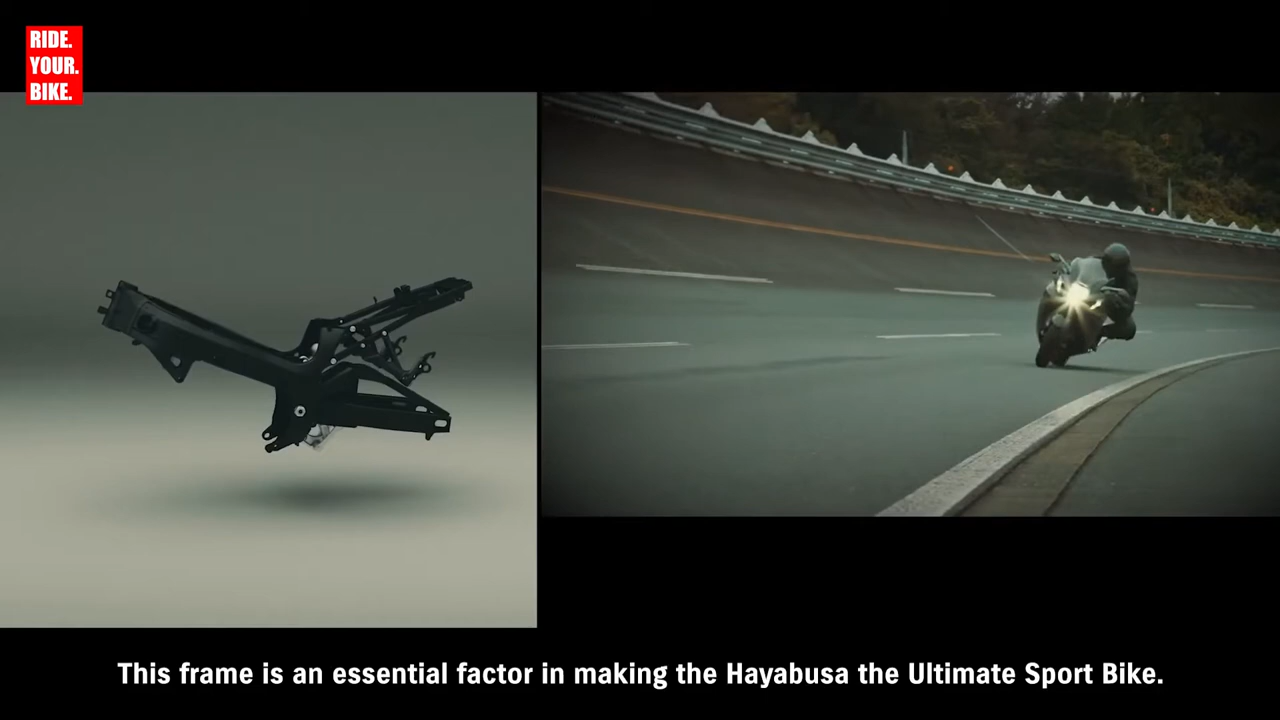 RIDE.
YOUR.
BIKE.
This frame is an essential factor in making the Hayabusa the Ultimate Sport Bike.